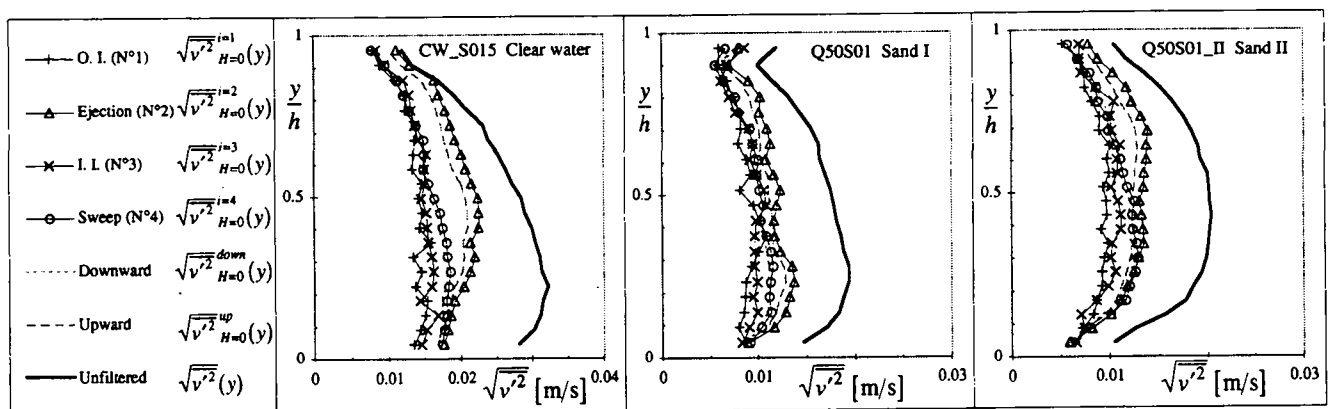 O. I. (N°1) √v'² i=1 H=0 (y)
Ejection (N°2) √v'² i=2 H=0 (y)
I. I. (N°3) √v'² i=3 H=0 (y)
Sweep (N°4) √v'² i=4 H=0 (y)
Downward √v'² down H=0 (y)
Upward √v'² up H=0 (y)
Unfiltered √v'² (y)
CW_S015 Clear water
y/h
1
0.5
0
0 0.01 0.02 0.04
√v'² [m/s]
Q50S01 Sand I
y/h
1
0.5
0
0 0.01 0.03
√v'² [m/s]
Q50S01_II Sand II
y/h
1
0.5
0
0 0.01 0.03
√v'² [m/s]